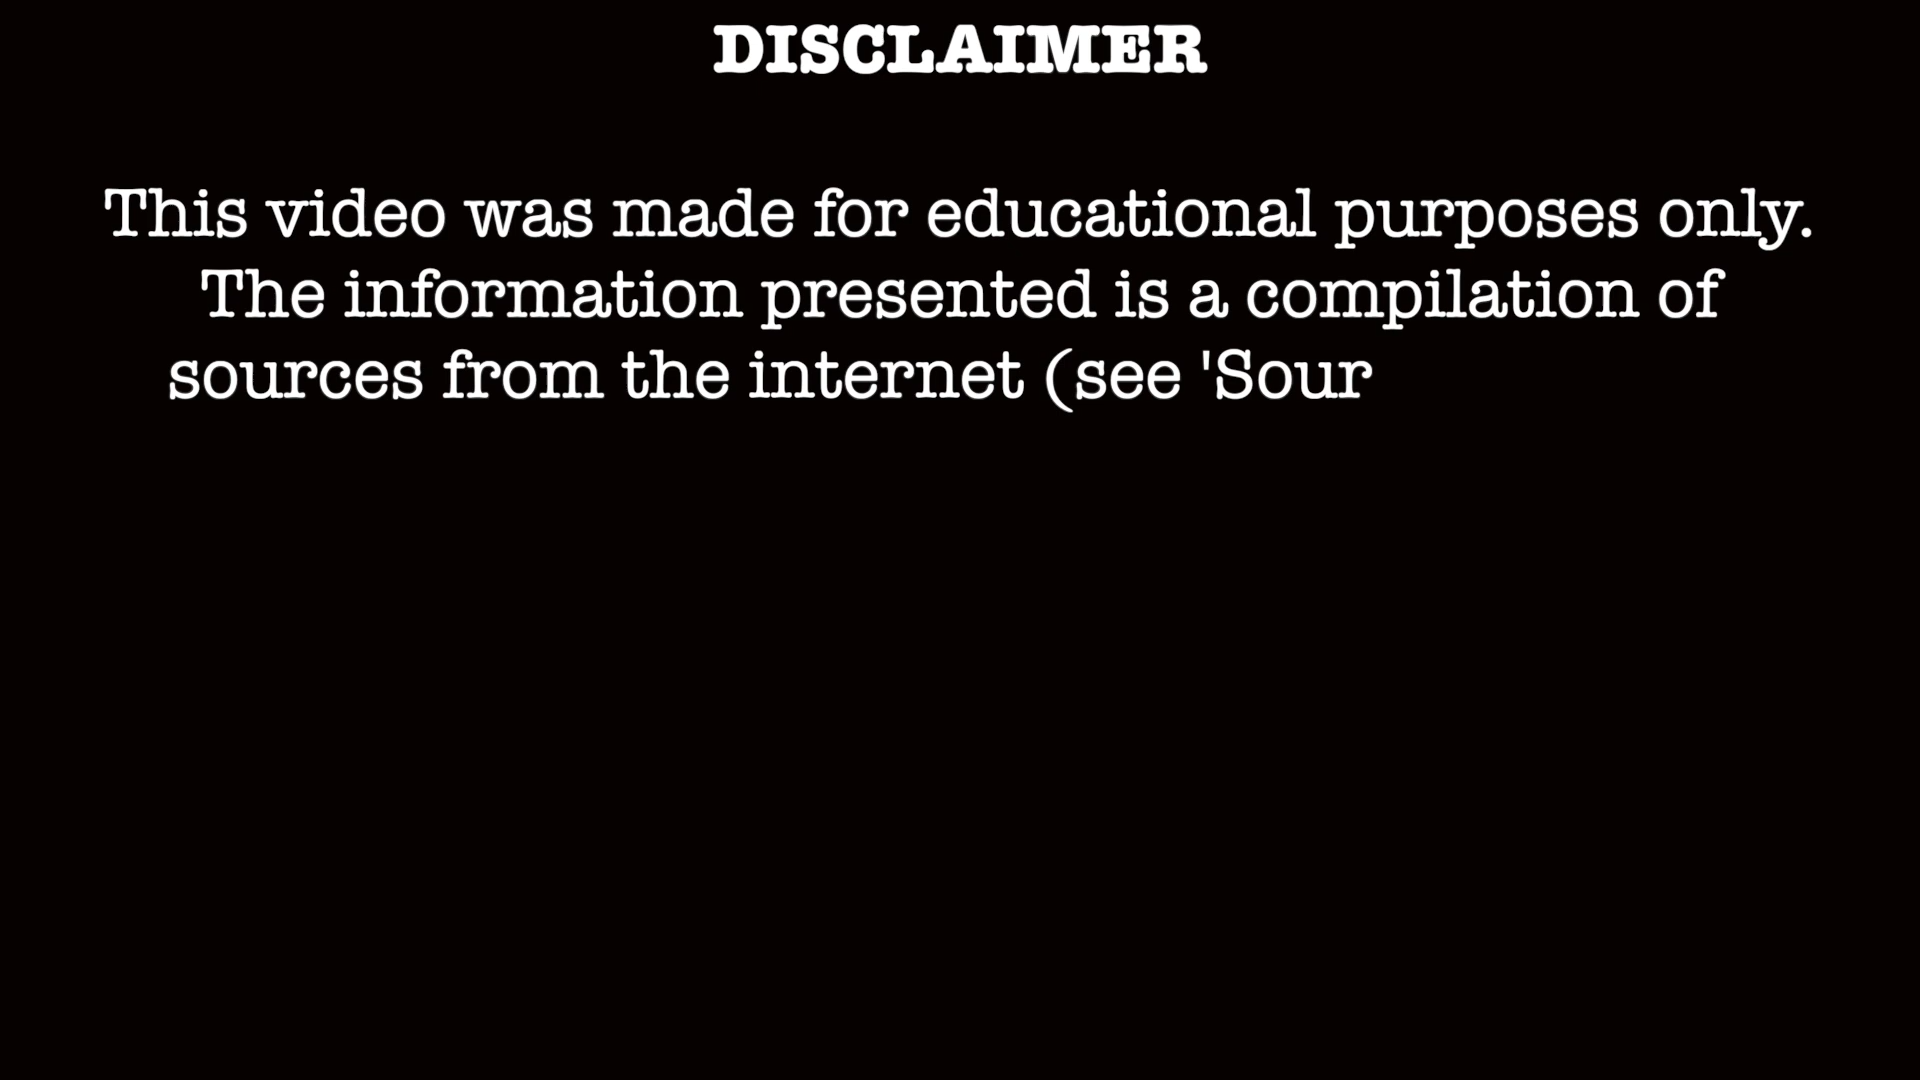 DISCLAIMER
This video was made for educational purposes only.
The information presented is a compilation of
sources from the internet (see 'Sour